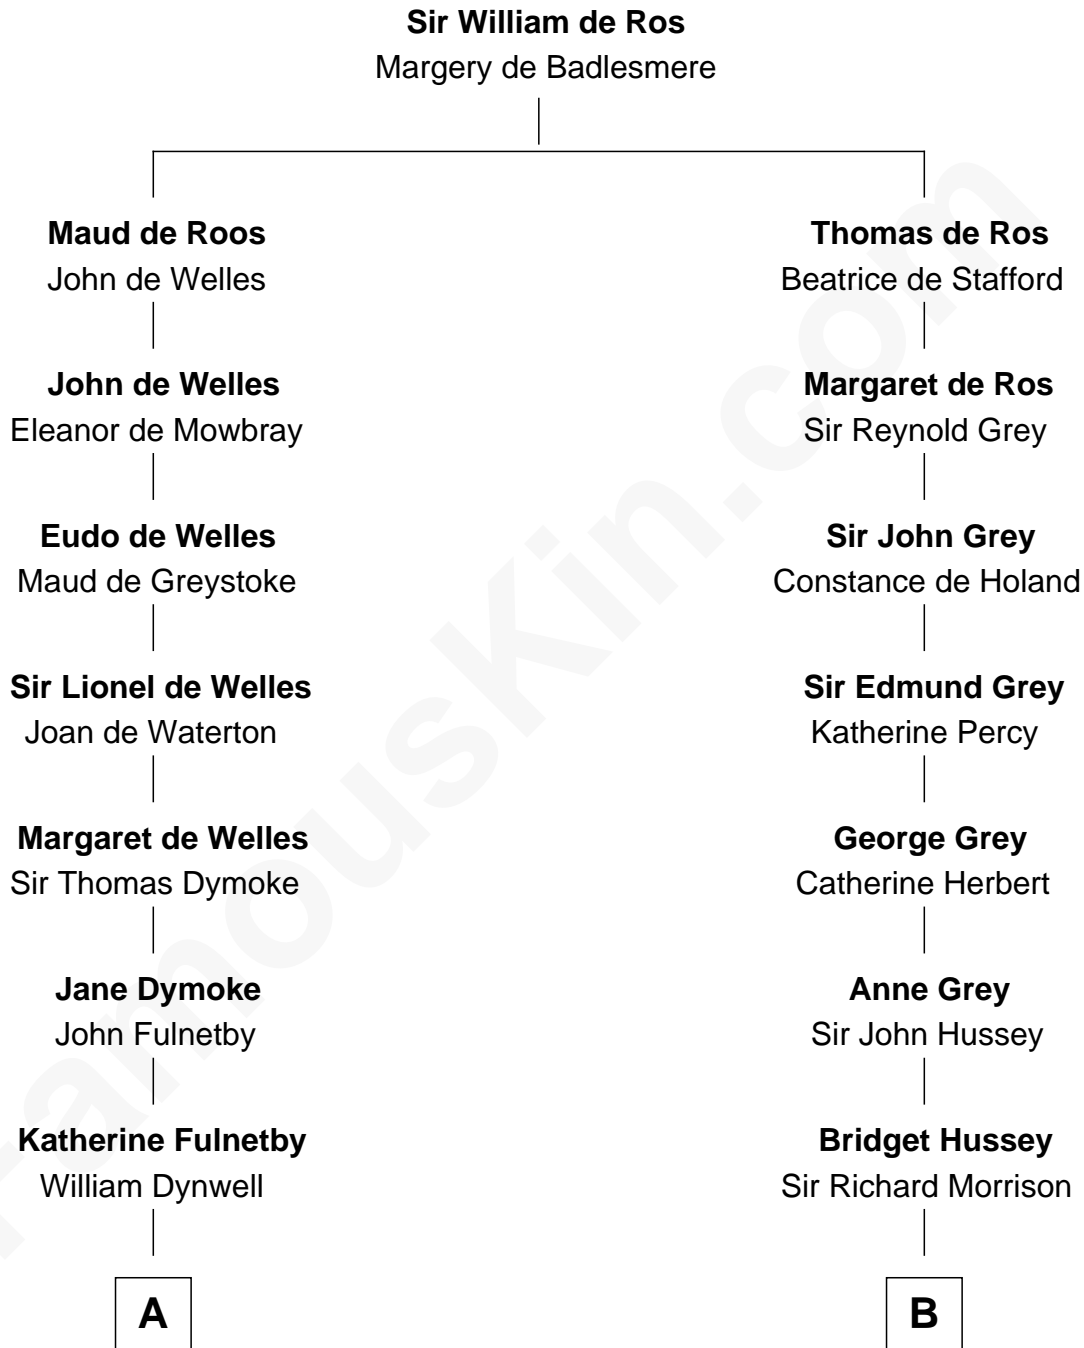 Sir William de Ros
Margery de Badlesmere
Maud de Roos
John de Welles
Thomas de Ros
Beatrice de Stafford
John de Welles
Eleanor de Mowbray
Margaret de Ros
Sir Reynold Grey
Eudo de Welles
Maud de Greystoke
Sir John Grey
Constance de Holand
Sir Lionel de Welles
Joan de Waterton
Sir Edmund Grey
Katherine Percy
Margaret de Welles
Sir Thomas Dymoke
George Grey
Catherine Herbert
Jane Dymoke
John Fulnetby
Anne Grey
Sir John Hussey
Katherine Fulnetby
William Dynwell
Bridget Hussey
Sir Richard Morrison
A
B
FamousKin.com